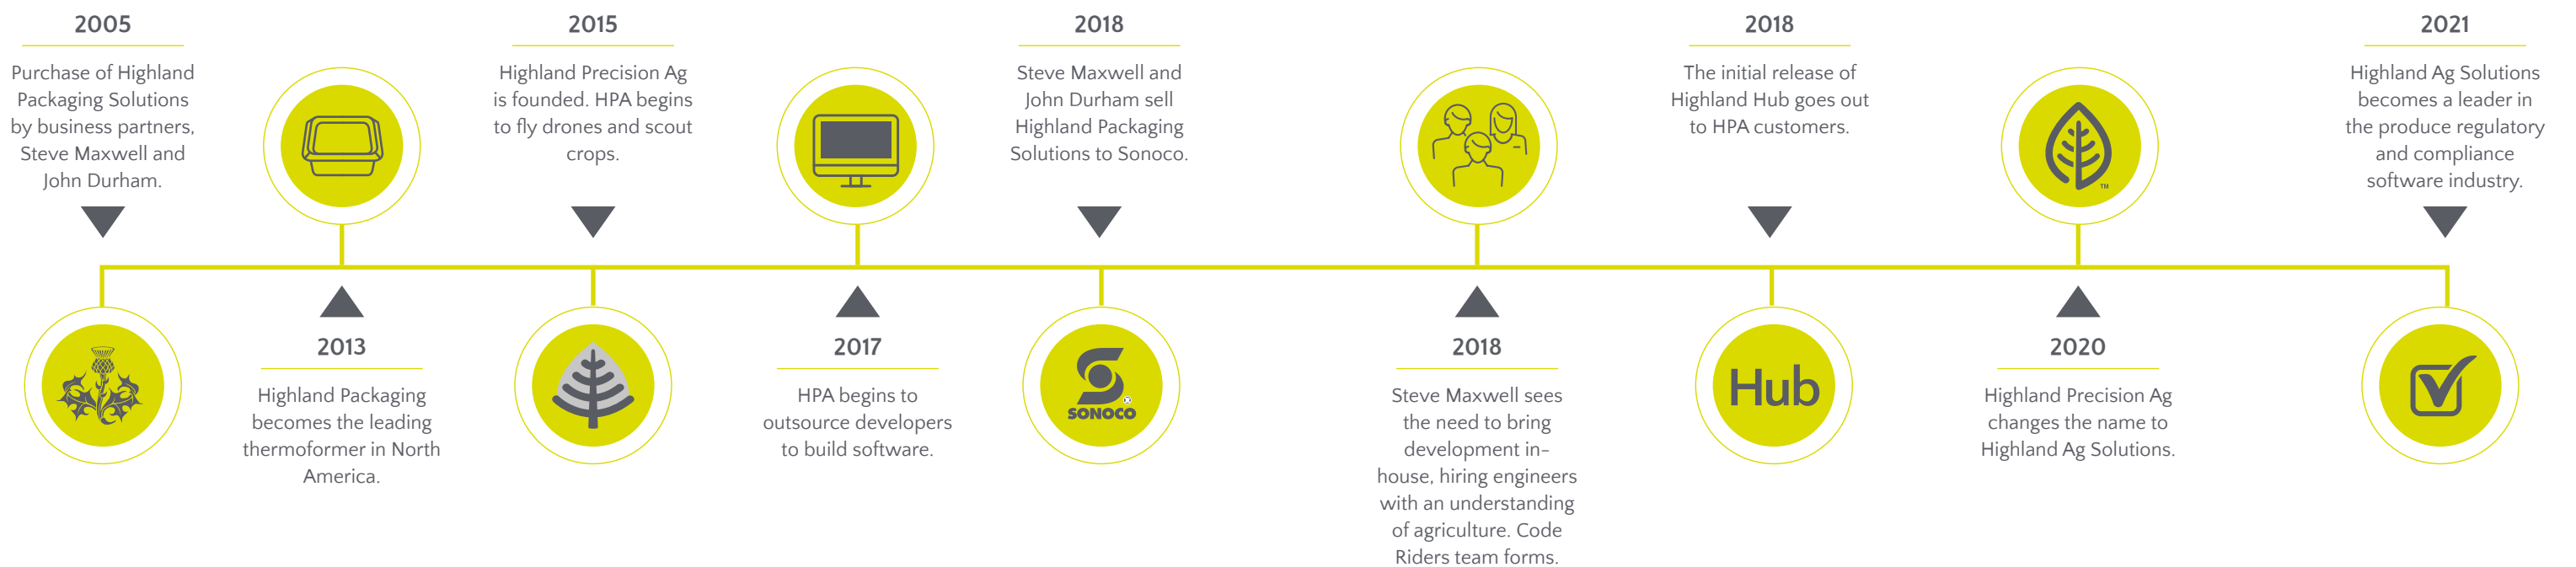 2005
Purchase of Highland
Packaging Solutions
by business partners,
Steve Maxwell and
John Durham.
2013
Highland Packaging
becomes the leading
thermoformer in North
America.
2015
Highland Precision Ag
is founded. HPA begins
to fly drones and scout
crops.
2017
HPA begins to
outsource developers
to build software.
2018
Steve Maxwell and
John Durham sell
Highland Packaging
Solutions to Sonoco.
SONOCO
2018
Steve Maxwell sees
the need to bring
development in-
house, hiring engineers
with an understanding
of agriculture. Code
Riders team forms.
2018
The initial release of
Highland Hub goes out
to HPA customers.
Hub
TM
2020
Highland Precision Ag
changes the name to
Highland Ag Solutions.
2021
Highland Ag Solutions
becomes a leader in
the produce regulatory
and compliance
software industry.